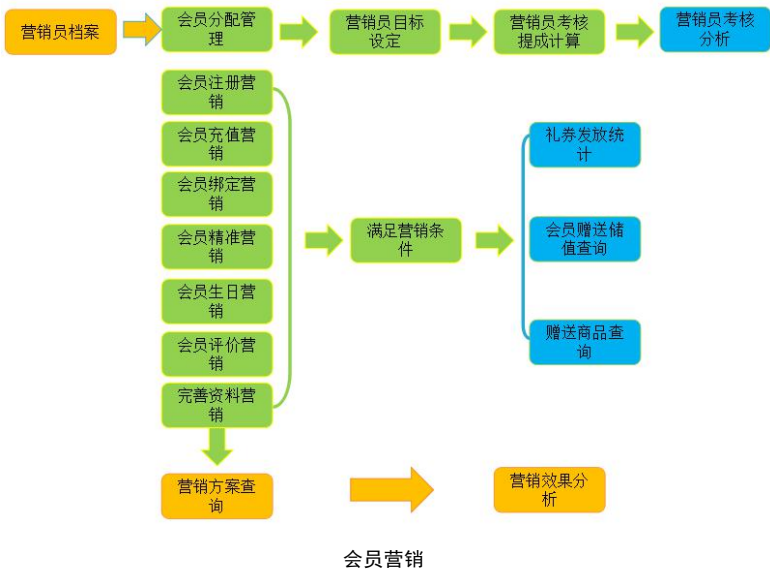 营销员档案
会员分配管
理
营销员目标
设定
营销员考核
提成计算
营销员考核
分析
会员注册营
销
会员充值营
销
会员绑定营
销
会员精准营
销
会员生日营
销
会员评价营
销
完善资料营
销
满足营销条
件
礼券发放统
计
会员赠送储
值查询
赠送商品查
询
营销方案查
询
营销效果分
析
会员营销